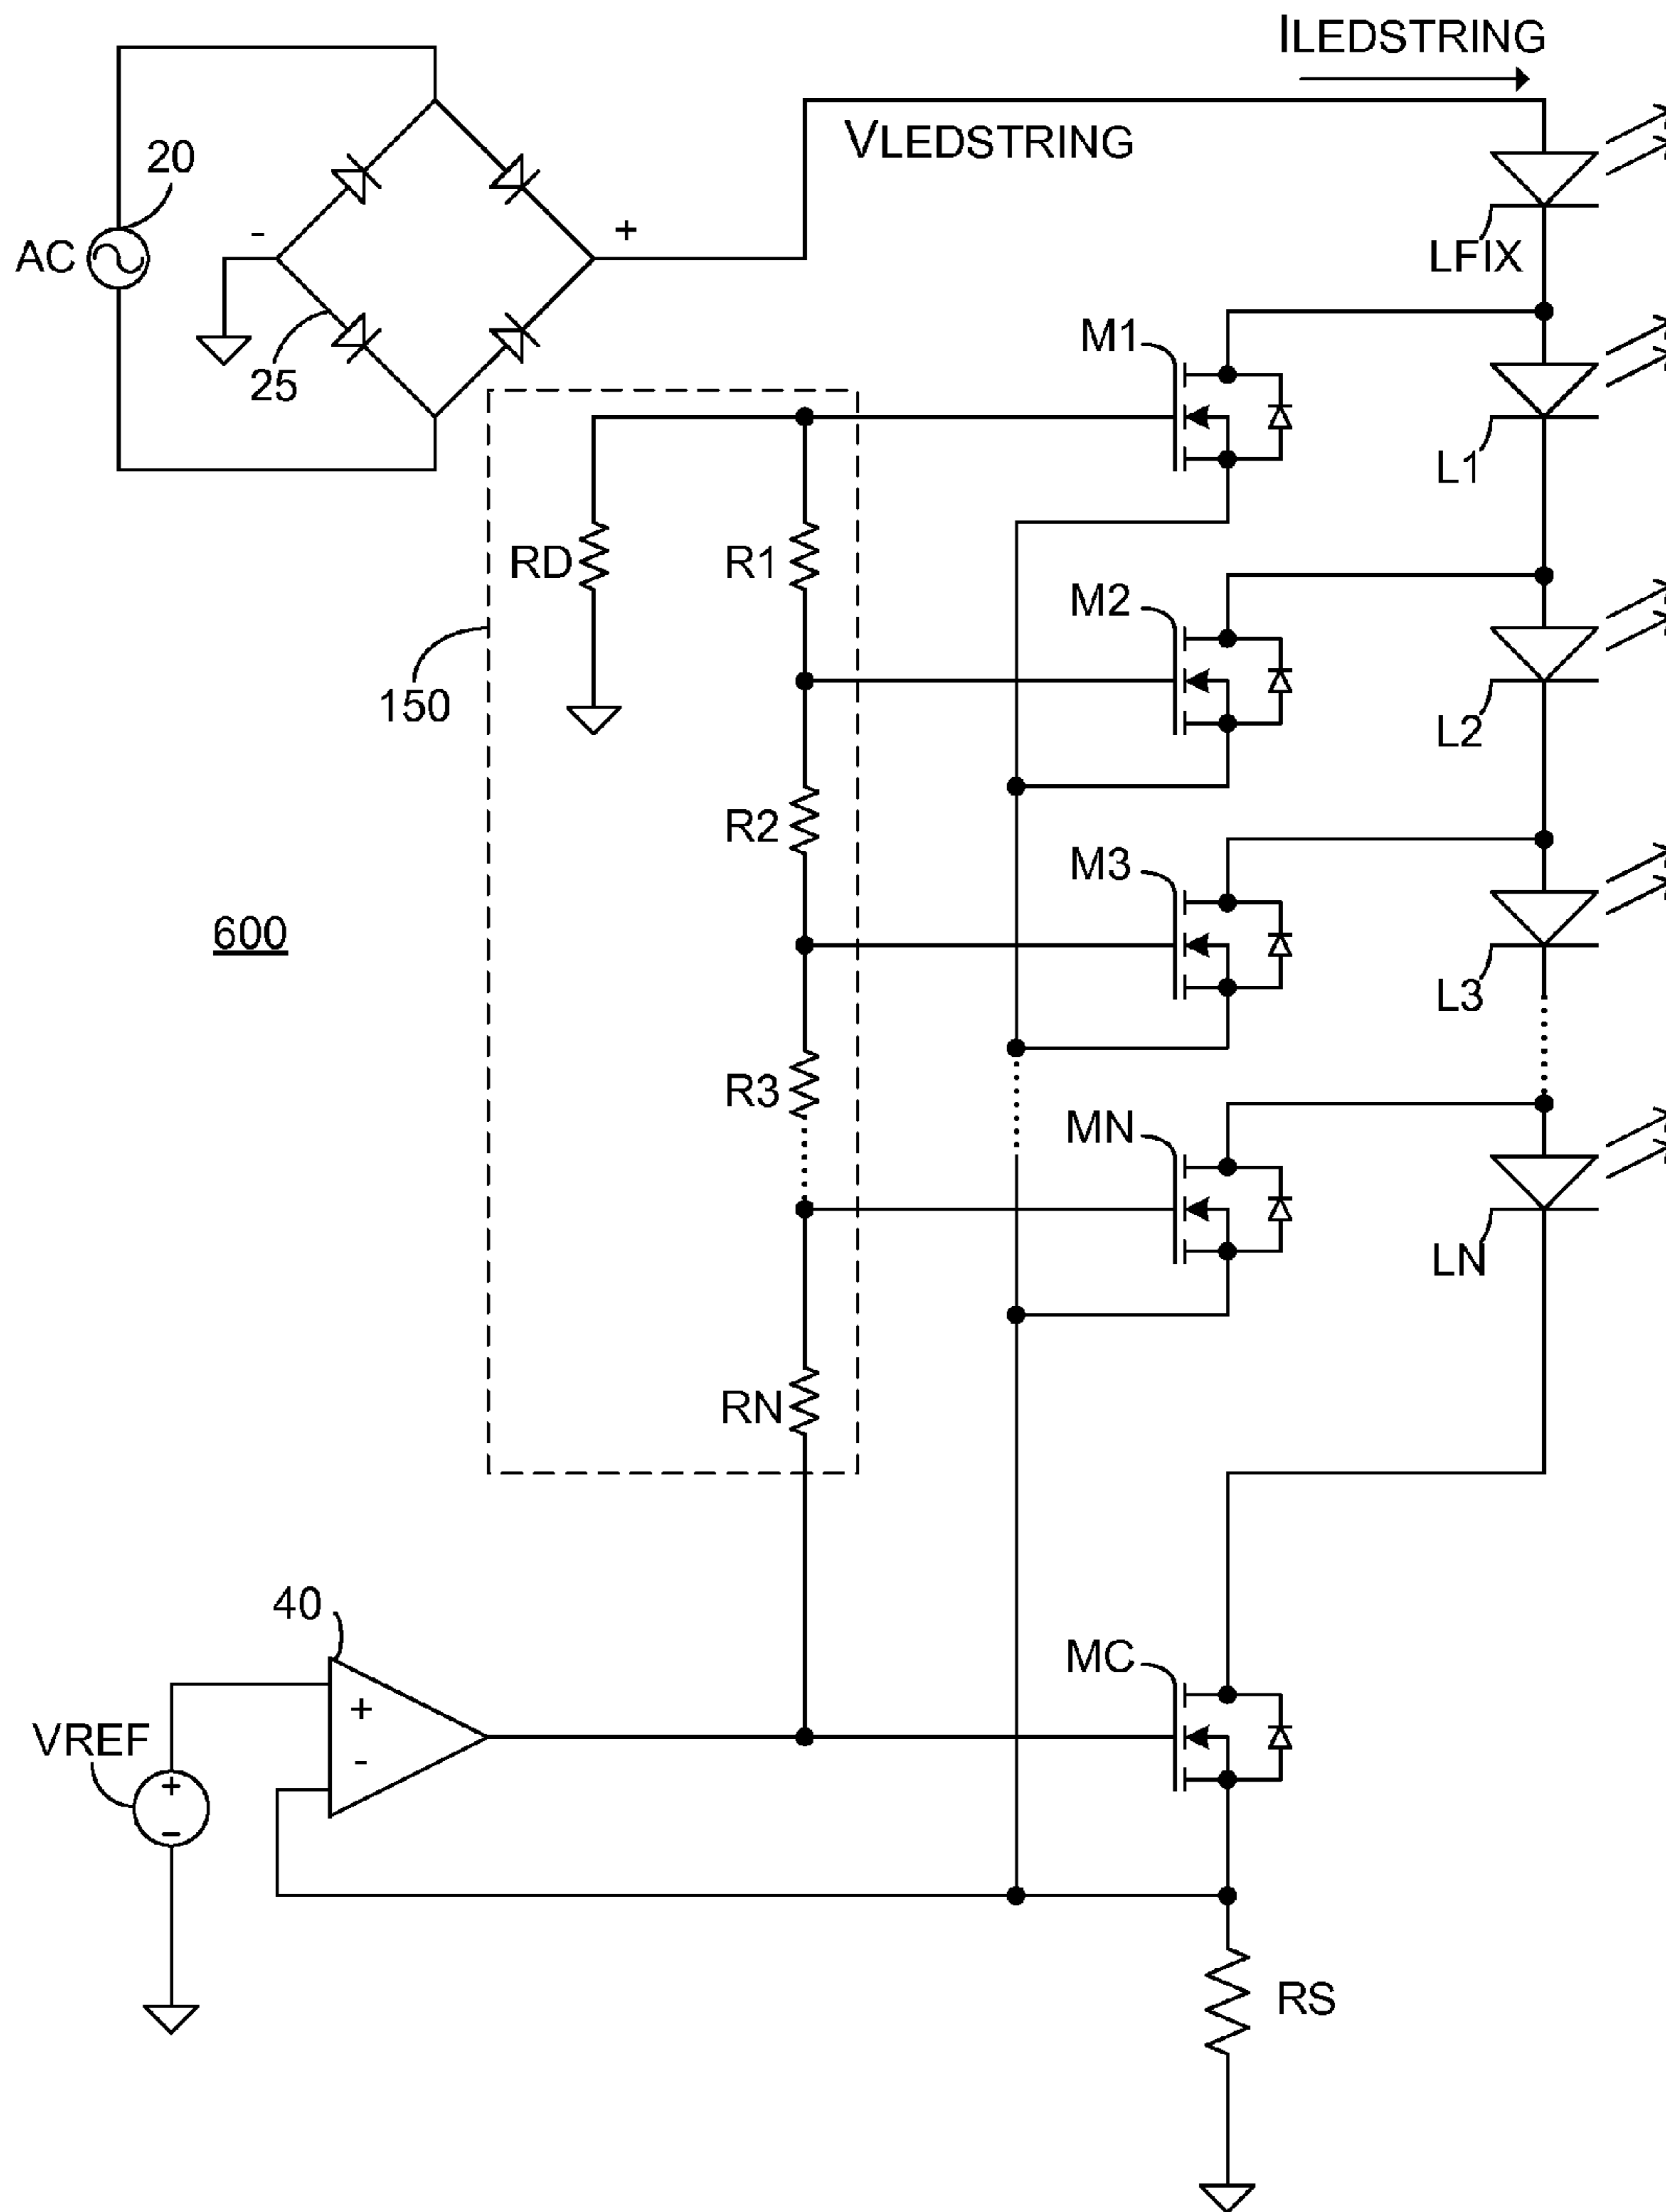 ILEDSTRING
VLEDSTRING
20
AC
-
+
LFIX
25
M1
L1
RD
R1
M2
150
L2
R2
M3
600
L3
R3
MN
LN
RN
40
MC
+
-
VREF
+
-
RS